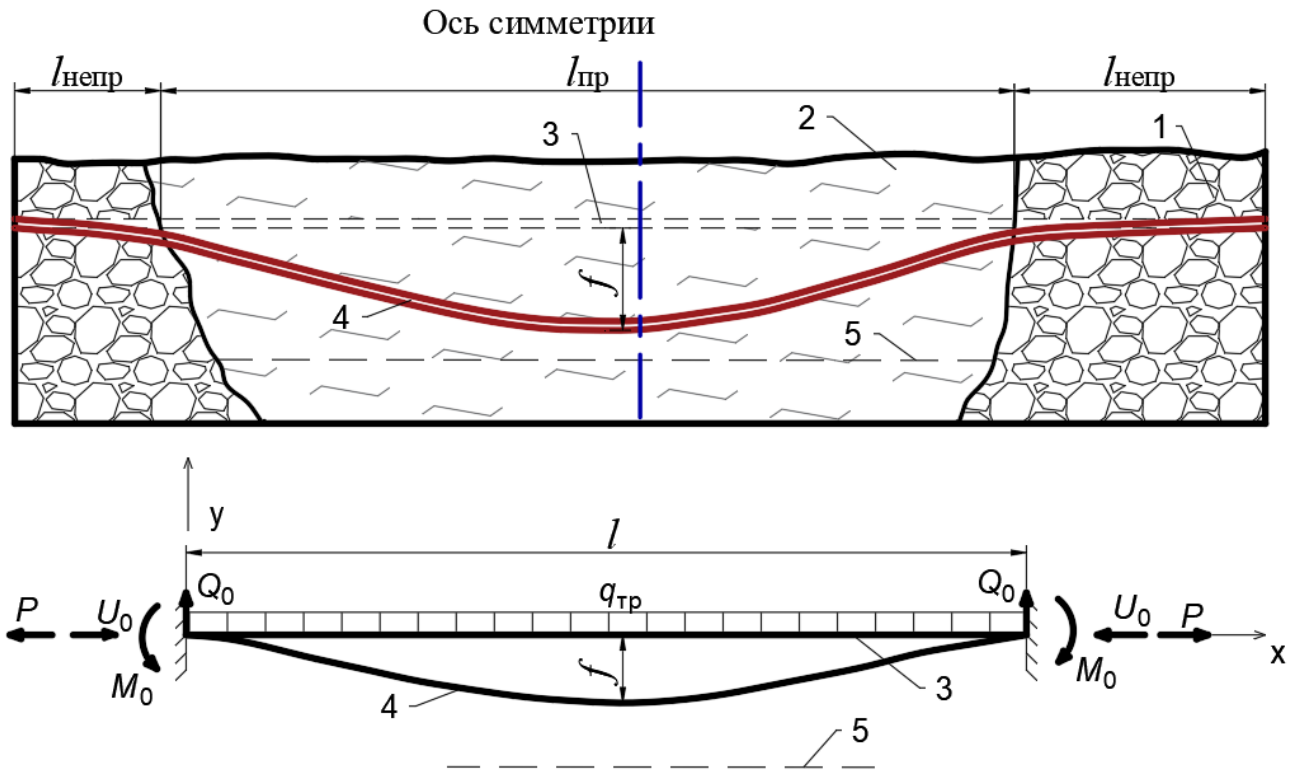 Ось симметрии
lнепр lпр lнепр
3 2 1
f
4 5
y
l
Q0 qтр Q0
P U0 U0 P
x
M0 f M0
4 3
5